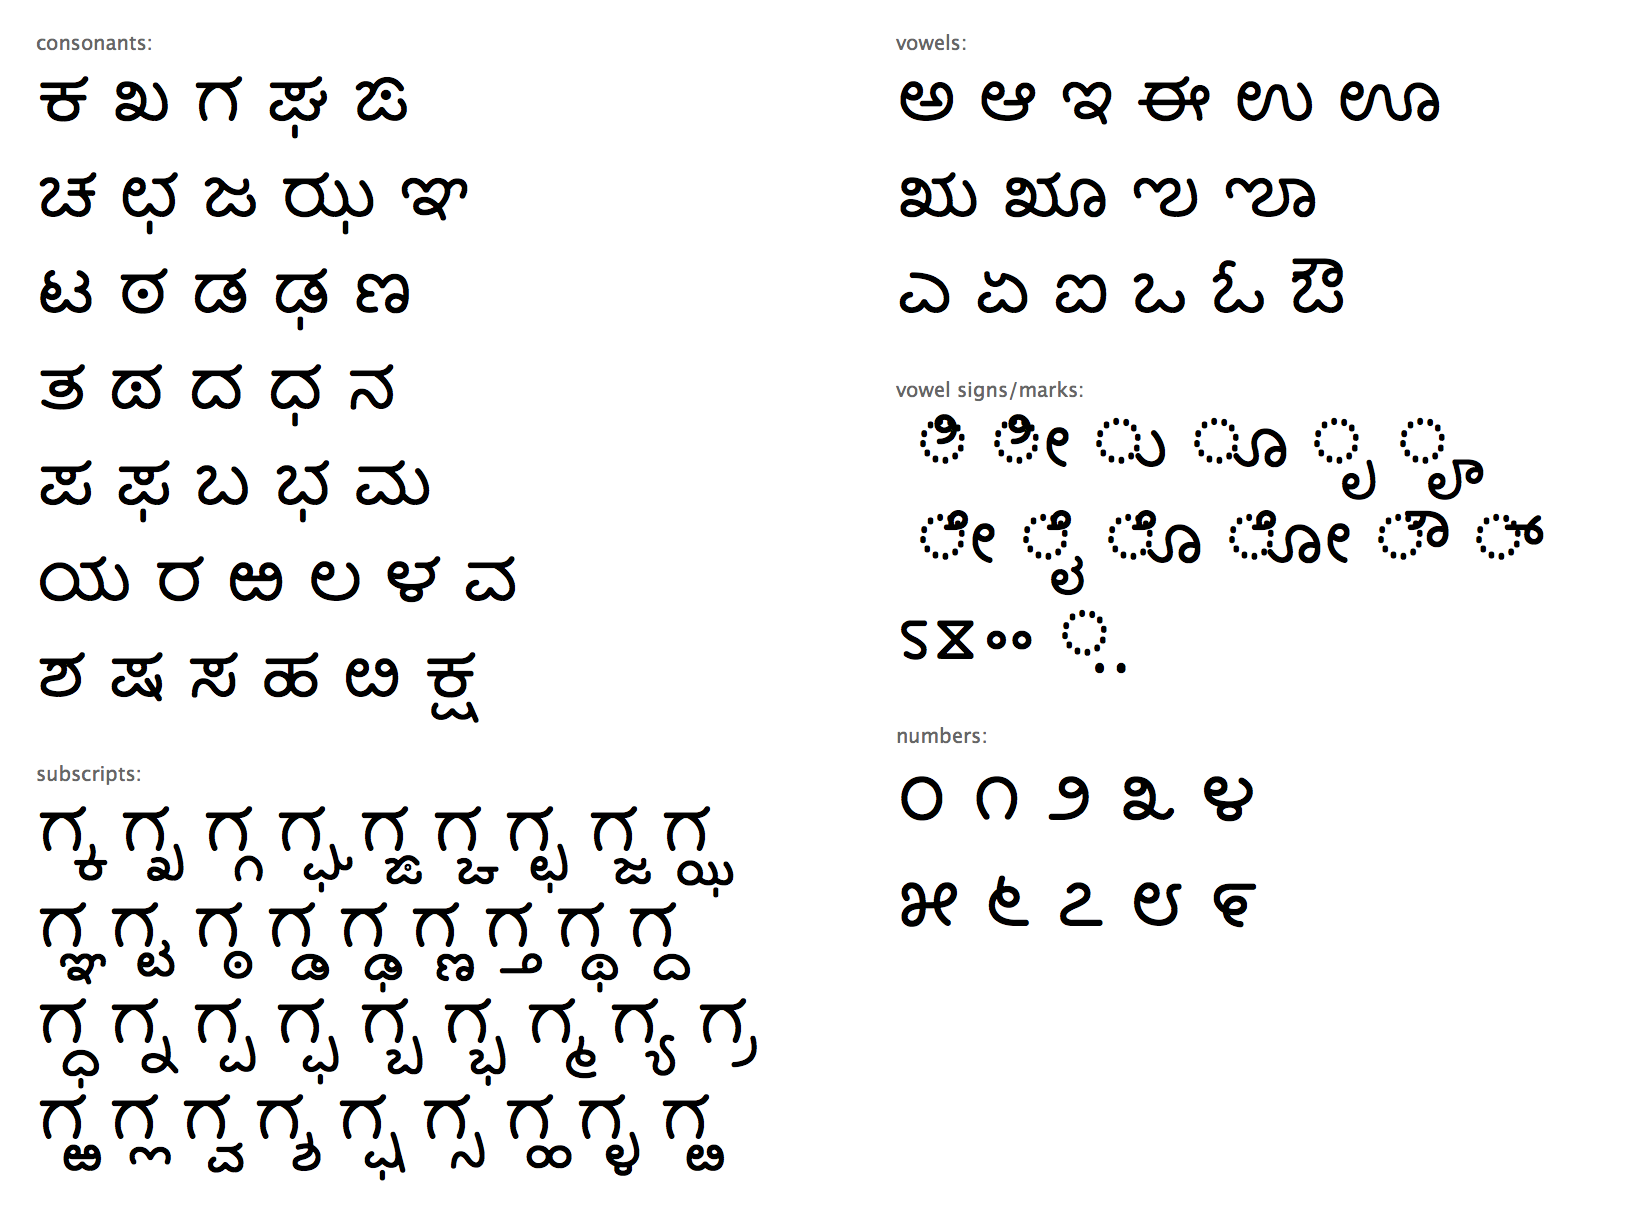 consonants:
ಕ ಖ ಗ ಘ ಙ
ಚ ಛ ಜ ಝ ಞ
ಟ ಠ ಡ ಢ ಣ
ತ ಥ ದ ಧ ನ
ಪ ಫ ಬ ಭ ಮ
ಯ ರ ಱ ಲ ಳ ವ
ಶ ಷ ಸ ಹ ೞ ಕ್ಷ
subscripts:
ಗ್ಕ ಗ್ಖ ಗ್ಗ ಗ್ಘ ಗ್ಙ ಗ್ಚ ಗ್ಛ ಗ್ಜ ಗ್ಝ
ಗ್ಞ ಗ್ಟ ಗ್ಠ ಗ್ಡ ಗ್ಢ ಗ್ಣ ಗ್ತ ಗ್ಥ ಗ್ದ
ಗ್ಧ ಗ್ನ ಗ್ಪ ಗ್ಫ ಗ್ಬ ಗ್ಭ ಗ್ಮ ಗ್ಯ ಗ್ರ
ಗ್ಱ ಗ್ಲ ಗ್ವ ಗ್ಶ ಗ್ಷ ಗ್ಸ ಗ್ಹ ಗ್ಳ ಗ್ೞ
vowels:
ಅ ಆ ಇ ಈ ಉ ಊ
ಋ ೠ ಌ ೡ
ಎ ಏ ಐ ಒ ಓ ಔ
vowel signs/marks:
◌ಿ ◌ೀ ◌ು ◌ೂ ◌ೃ ◌ೄ
◌ೇ ◌ೈ ◌ೊ ◌ೋ ◌ೌ ◌್
ಽ ೱ ೲ ◌಼
numbers:
೦ ೧ ೨ ೩ ೪
೫ ೬ ೭ ೮ ೯